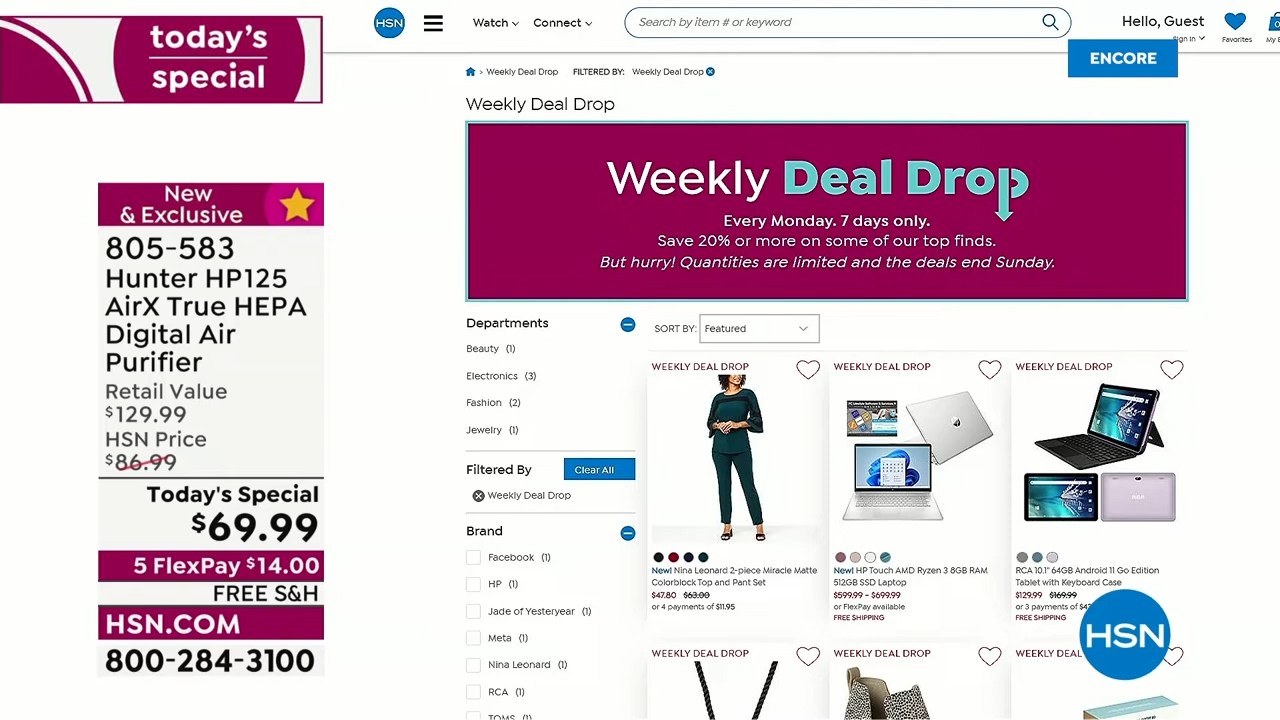 today's
special
New
& Exclusive
805-583
Hunter HP125
AirX True HEPA
Digital Air
Purifier
Retail Value
$129.99
HSN Price
$86.99
Today's Special
$69.99
5 FlexPay $14.00
FREE S&H
HSN.COM
800-284-3100
HSN
Watch
Connect
Search by item # or keyword
Hello, Guest
Sign In
Favorites
ENCORE
> Weekly Deal Drop FILTERED BY: Weekly Deal Drop
Weekly Deal Drop
Weekly Deal Drop
Every Monday. 7 days only.
Save 20% or more on some of our top finds.
But hurry! Quantities are limited and the deals end Sunday.
Departments
Beauty (1)
Electronics (3)
Fashion (2)
Jewelry (1)
Filtered By
Clear All
Weekly Deal Drop
Brand
Facebook (1)
HP (1)
Jade of Yesteryear (1)
Meta (1)
Nina Leonard (1)
RCA (1)
TOMS (1)
SORT BY: Featured
WEEKLY DEAL DROP
New! Nina Leonard 2-piece Miracle Matte
Colorblock Top and Pant Set
$47.80 $63.00
or 4 payments of $11.95
WEEKLY DEAL DROP
New! HP Touch AMD Ryzen 3 8GB RAM
512GB SSD Laptop
$599.99 - $699.99
or FlexPay available
FREE SHIPPING
WEEKLY DEAL DROP
RCA 10.1" 64GB Android 11 Go Edition
Tablet with Keyboard Case
$129.99 $169.99
or 3 payments of
FREE SHIPPING
WEEKLY DEAL DROP
WEEKLY DEAL DROP
WEEKLY
HSN